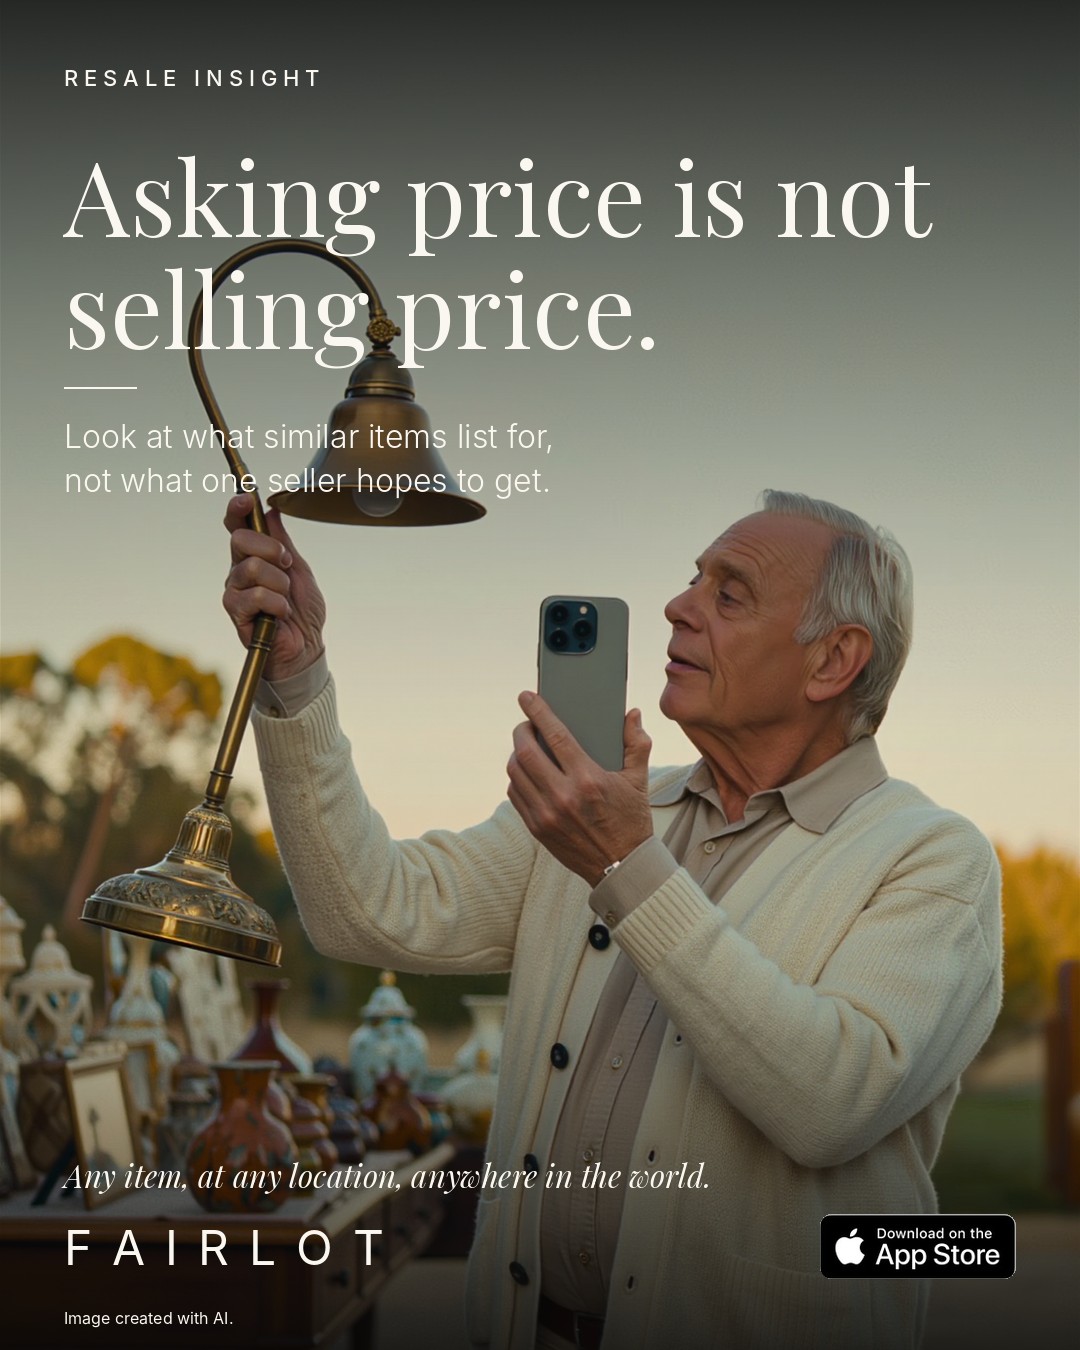 RESALE INSIGHT
Asking price is not
selling price.
Look at what similar items list for,
not what one seller hopes to get.
Any item, at any location, anywhere in the world.
FAIRLOT
Download on the
App Store
Image created with AI.